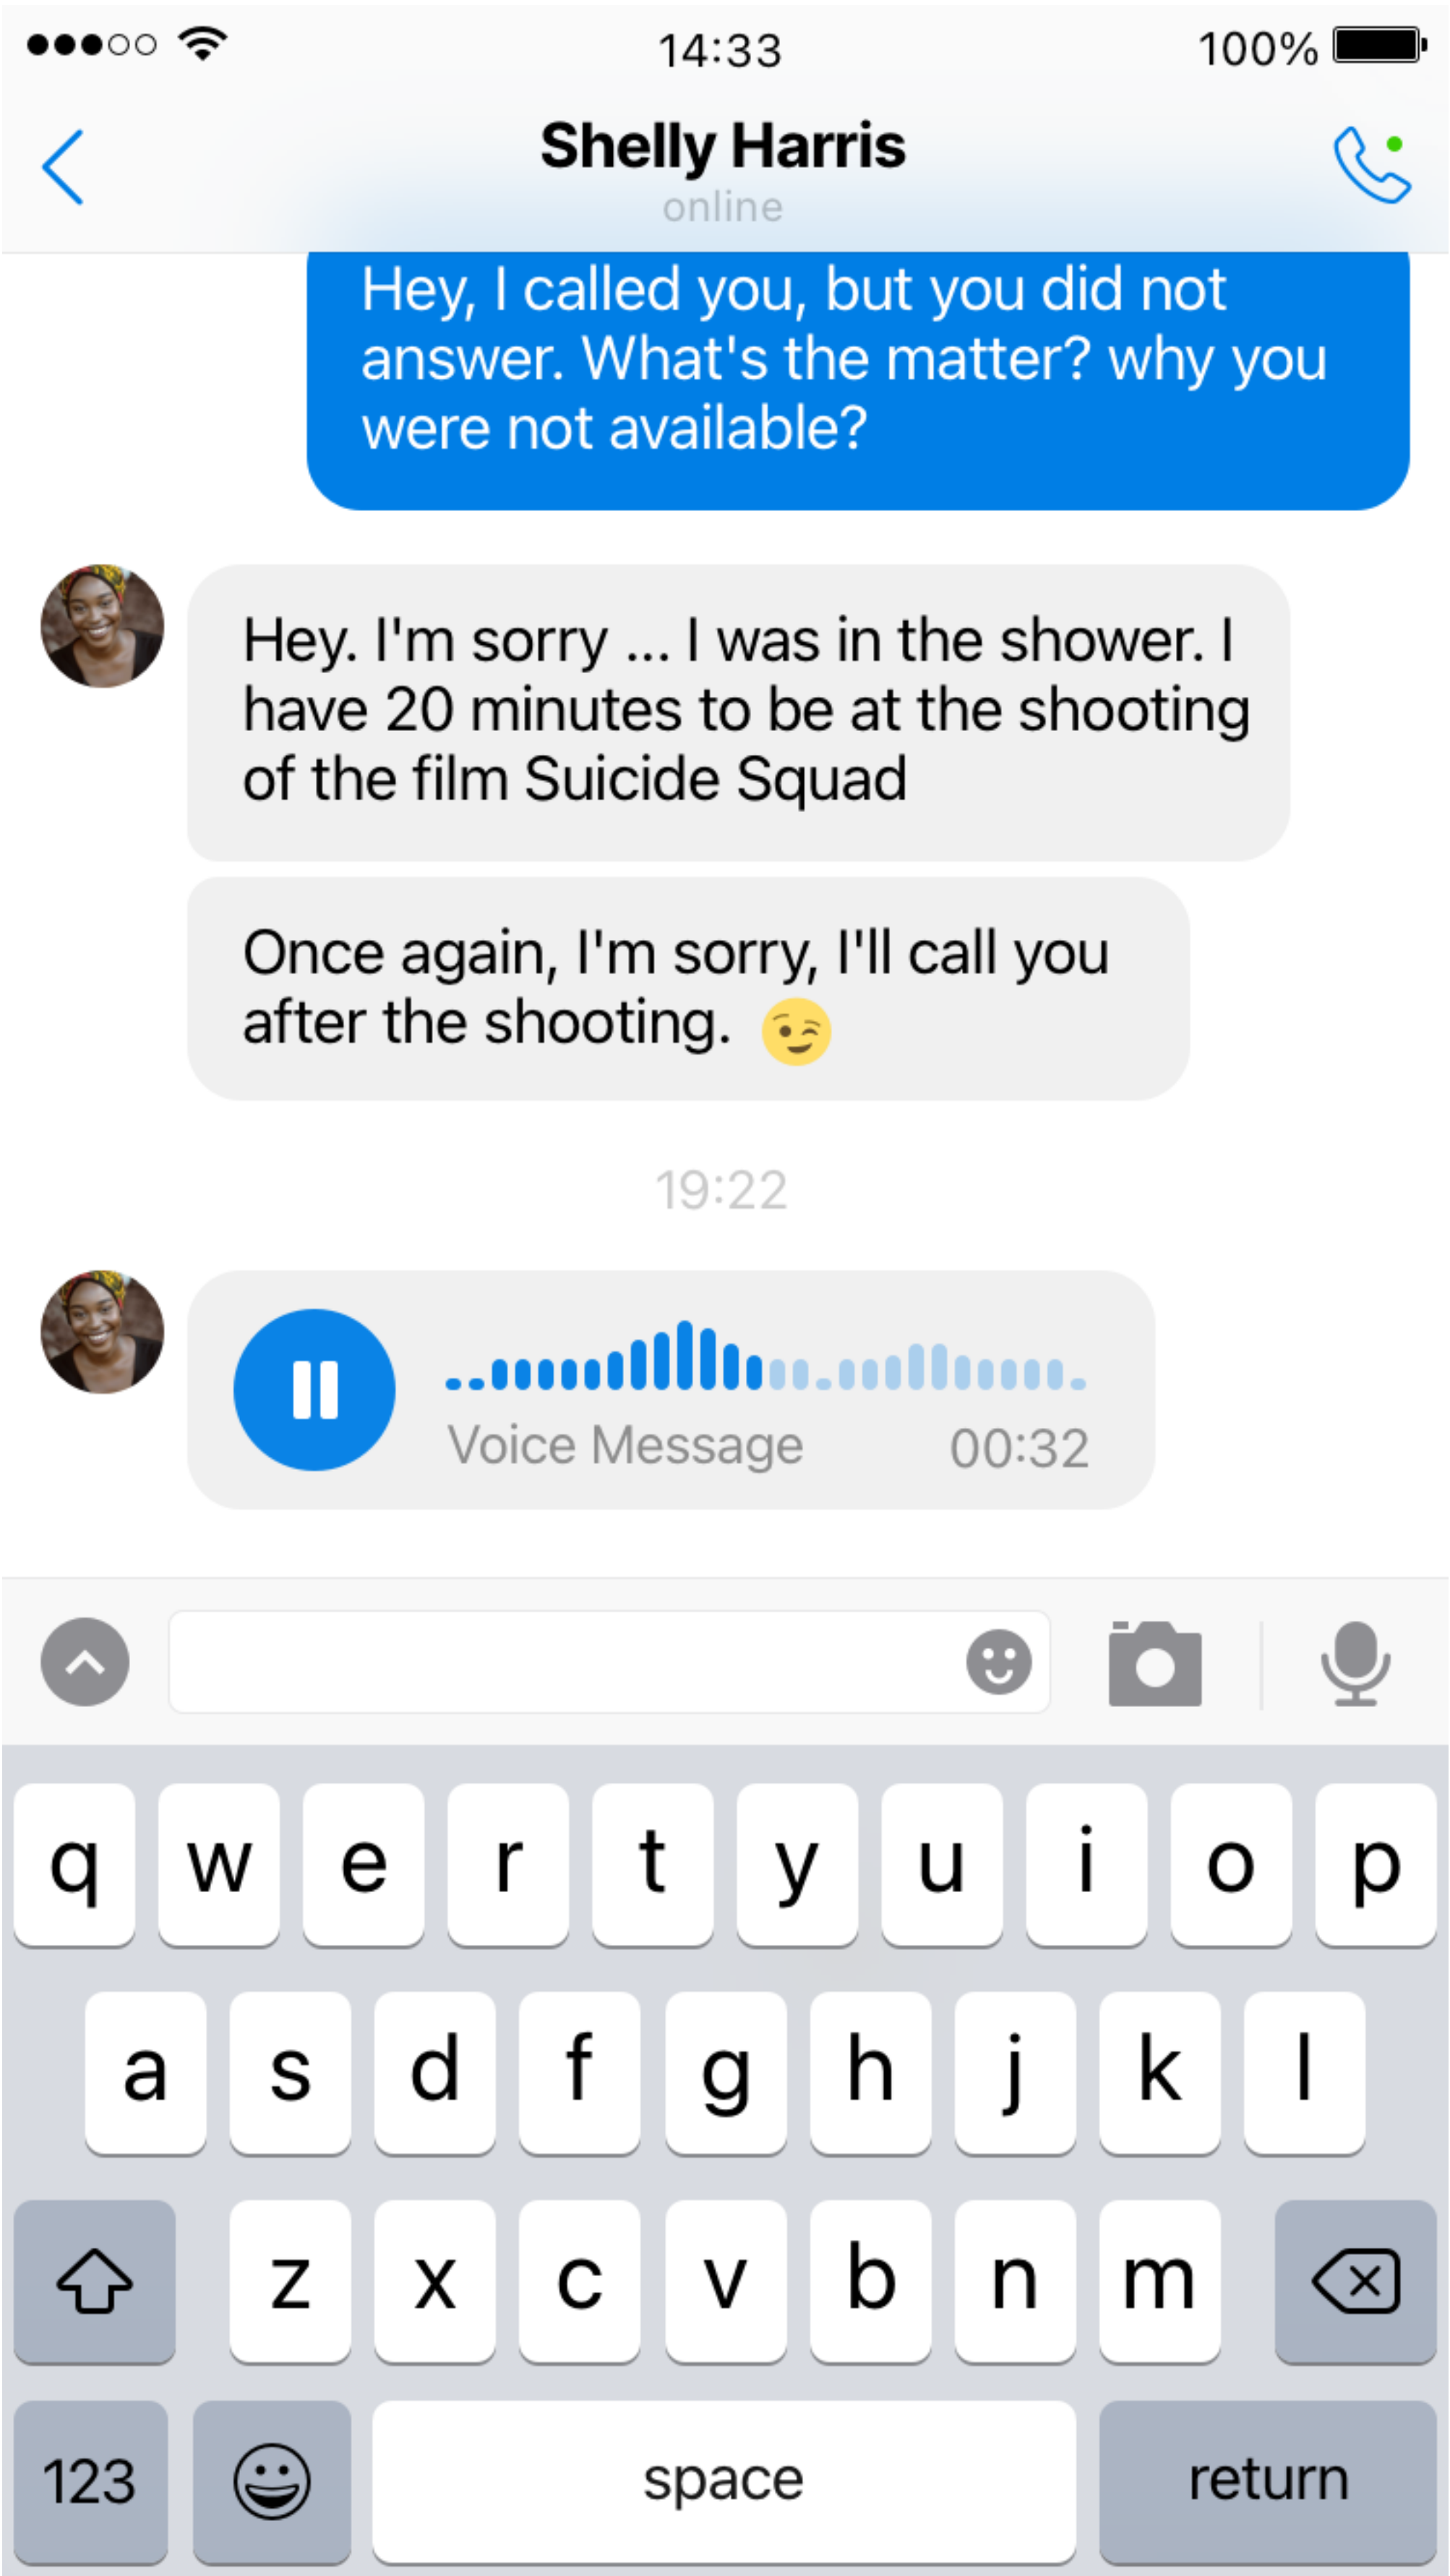 14:33
100%
Shelly Harris
online
Hey, I called you, but you did not
answer. What's the matter? why you
were not available?
Hey. I'm sorry ... I was in the shower. I
have 20 minutes to be at the shooting
of the film Suicide Squad
Once again, I'm sorry, I'll call you
after the shooting. 😉
19:22
Voice Message 00:32
q w e r t y u i o p
a s d f g h j k l
z x c v b n m
123 space return